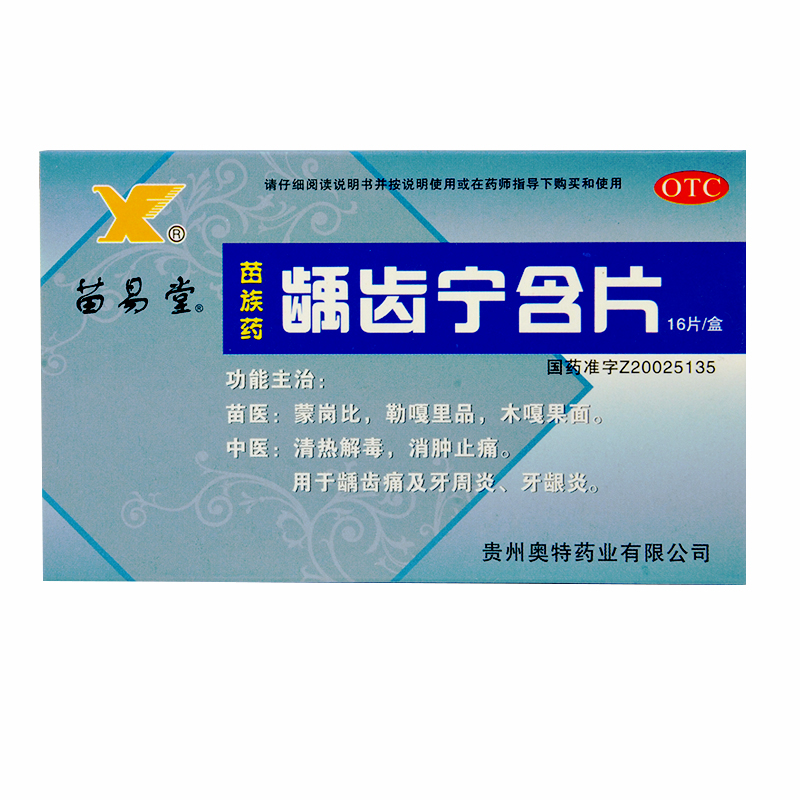 请仔细阅读说明书并按说明使用或在药师指导下购买和使用
OTC
®
苗易堂®
苗族药
龋齿宁含片
16片/盒
国药准字Z20025135
功能主治：
苗医：蒙岗比，勒嘎里品，木嘎果面。
中医：清热解毒，消肿止痛。
用于龋齿痛及牙周炎、牙龈炎。
贵州奥特药业有限公司